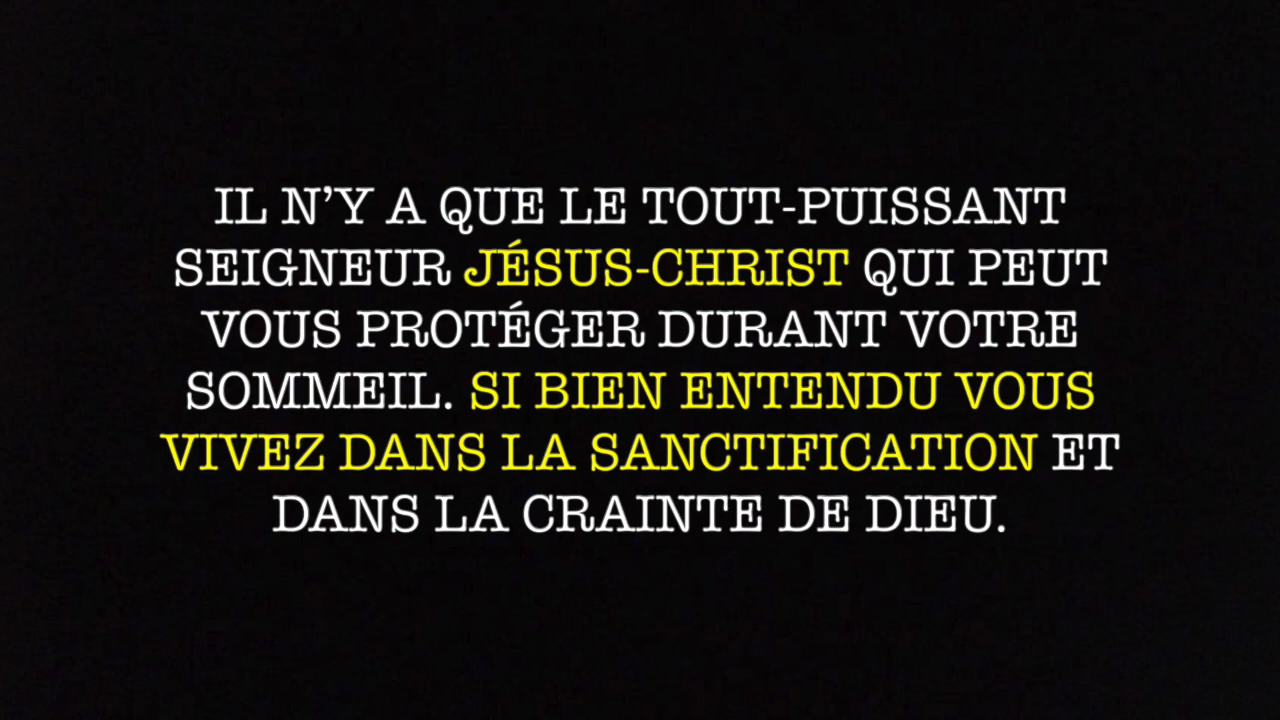 IL N’Y A QUE LE TOUT-PUISSANT
SEIGNEUR JÉSUS-CHRIST QUI PEUT
VOUS PROTÉGER DURANT VOTRE
SOMMEIL. SI BIEN ENTENDU VOUS
VIVEZ DANS LA SANCTIFICATION ET
DANS LA CRAINTE DE DIEU.